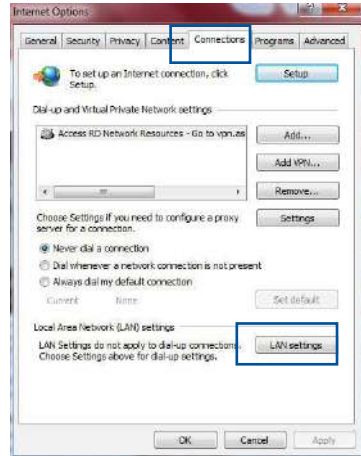 Internet Options
General Security Privacy Content Connections Programs Advanced
To set up an Internet connection, click
Setup.
Setup
Dial-up and Virtual Private Network settings
Access RD Network Resources - Go to vpn.as
Add...
Add VPN...
Remove...
Choose Settings if you need to configure a proxy
server for a connection.
Settings
Never dial a connection
Dial whenever a network connection is not present
Always dial my default connection
Current None
Set default
Local Area Network (LAN) settings
LAN Settings do not apply to dial-up connections.
Choose Settings above for dial-up settings.
LAN settings
OK Cancel Apply